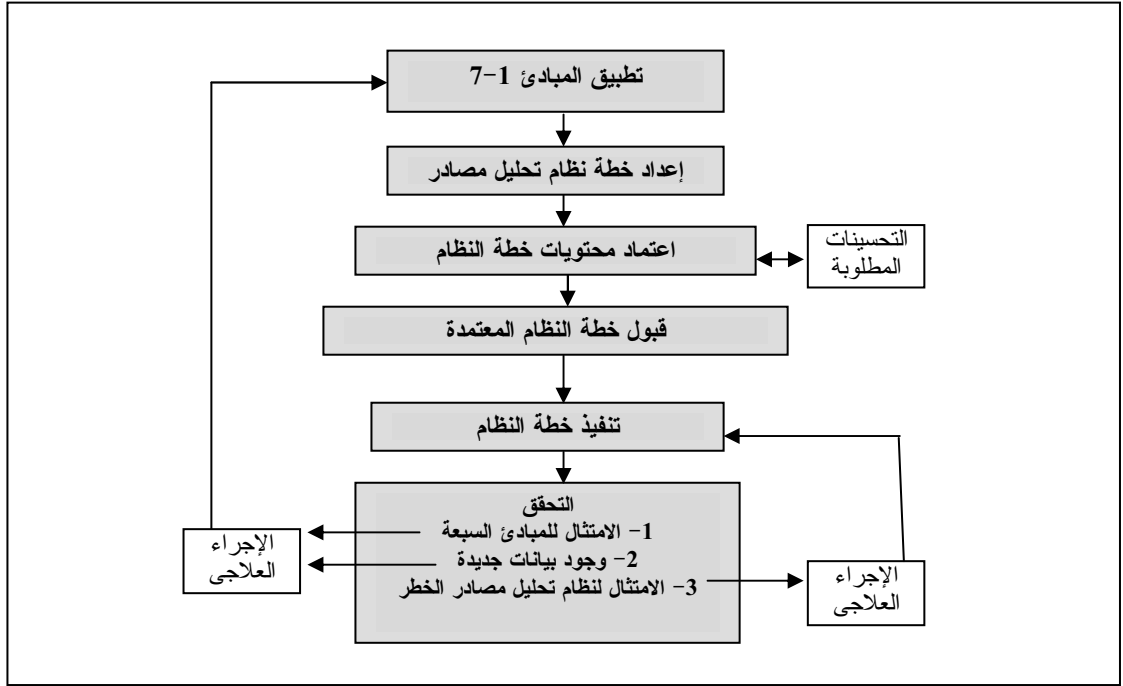 تطبيق المبادئ 1-7
إعداد خطة نظام تحليل مصادر
اعتماد محتويات خطة النظام
التحسينات
المطلوبة
قبول خطة النظام المعتمدة
تنفيذ خطة النظام
التحقق
1- الامتثال للمبادئ السبعة
2- وجود بيانات جديدة
3- الامتثال لنظام تحليل مصادر الخطر
الإجراء
العلاجى
الإجراء
العلاجى